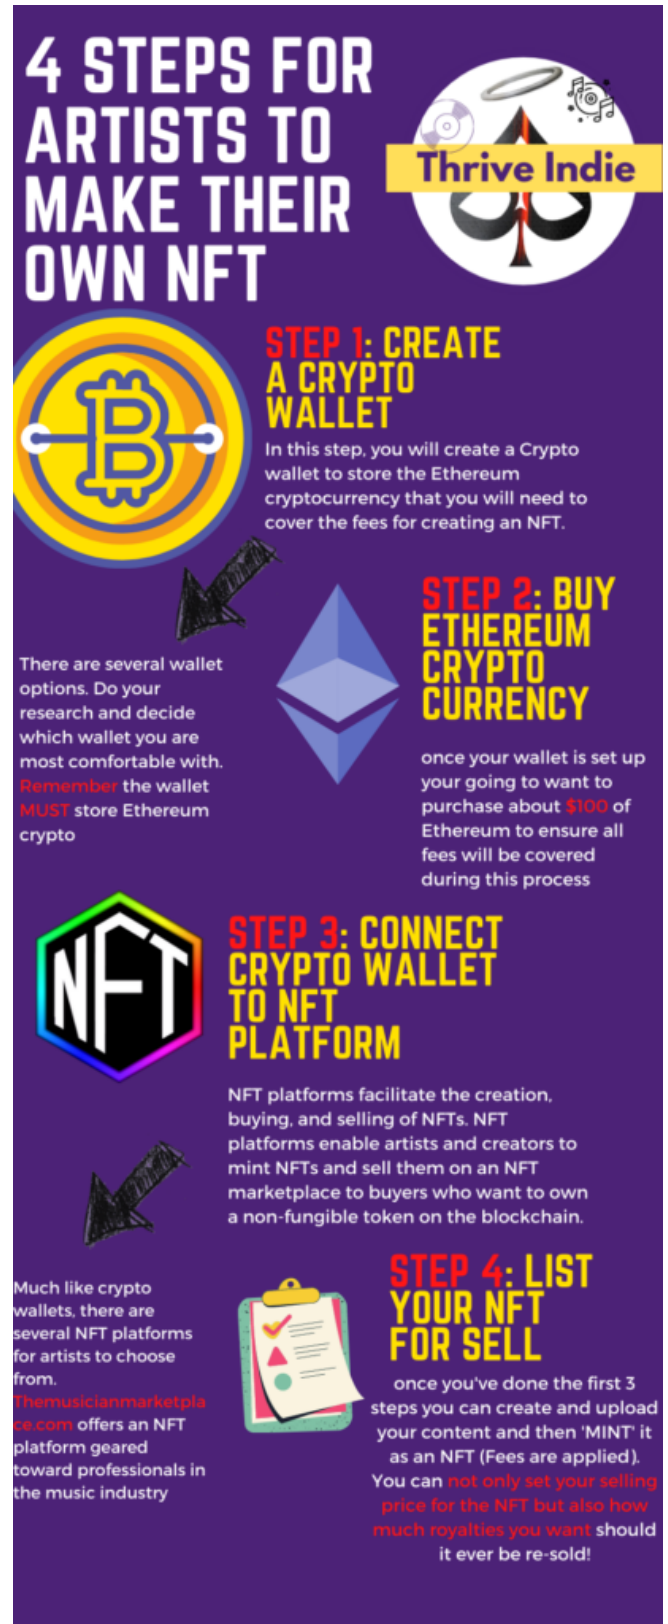 4 STEPS FOR
ARTISTS TO
MAKE THEIR
OWN NFT
Thrive Indie
STEP 1: CREATE
A CRYPTO
WALLET
In this step, you will create a Crypto
wallet to store the Ethereum
cryptocurrency that you will need to
cover the fees for creating an NFT.
There are several wallet
options. Do your
research and decide
which wallet you are
most comfortable with.
Remember the wallet
MUST store Ethereum
crypto
STEP 2: BUY
ETHEREUM
CRYPTO
CURRENCY
once your wallet is set up
your going to want to
purchase about $100 of
Ethereum to ensure all
fees will be covered
during this process
NFT
STEP 3: CONNECT
CRYPTO WALLET
TO NFT
PLATFORM
NFT platforms facilitate the creation,
buying, and selling of NFTs. NFT
platforms enable artists and creators to
mint NFTs and sell them on an NFT
marketplace to buyers who want to own
a non-fungible token on the blockchain.
Much like crypto
wallets, there are
several NFT platforms
for artists to choose
from.
Themusicianmarketpla
ce.com offers an NFT
platform geared
toward professionals in
the music industry
STEP 4: LIST
YOUR NFT
FOR SELL
once you've done the first 3
steps you can create and upload
your content and then 'MINT' it
as an NFT (Fees are applied).
You can not only set your selling
price for the NFT but also how
much royalties you want should
it ever be re-sold!